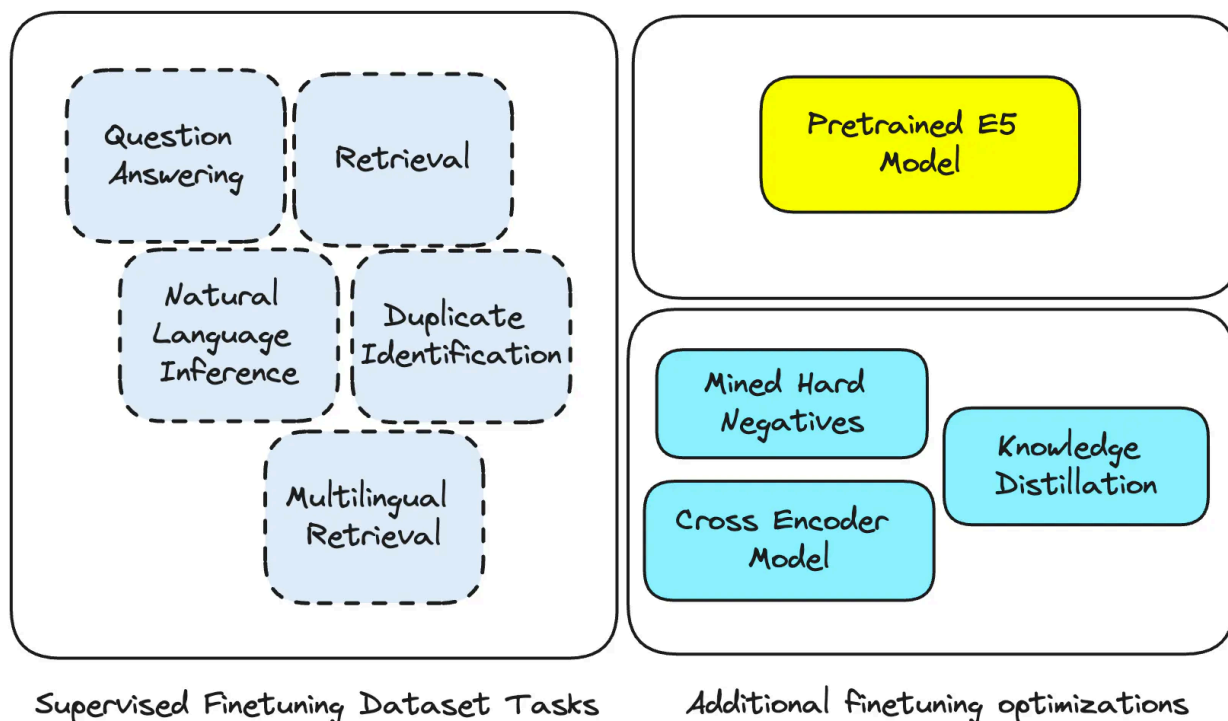 Question
Answering
Retrieval
Natural
Language
Inference
Duplicate
Identification
Multilingual
Retrieval
Supervised Finetuning Dataset Tasks
Pretrained E5
Model
Mined Hard
Negatives
Knowledge
Distillation
Cross Encoder
Model
Additional finetuning optimizations